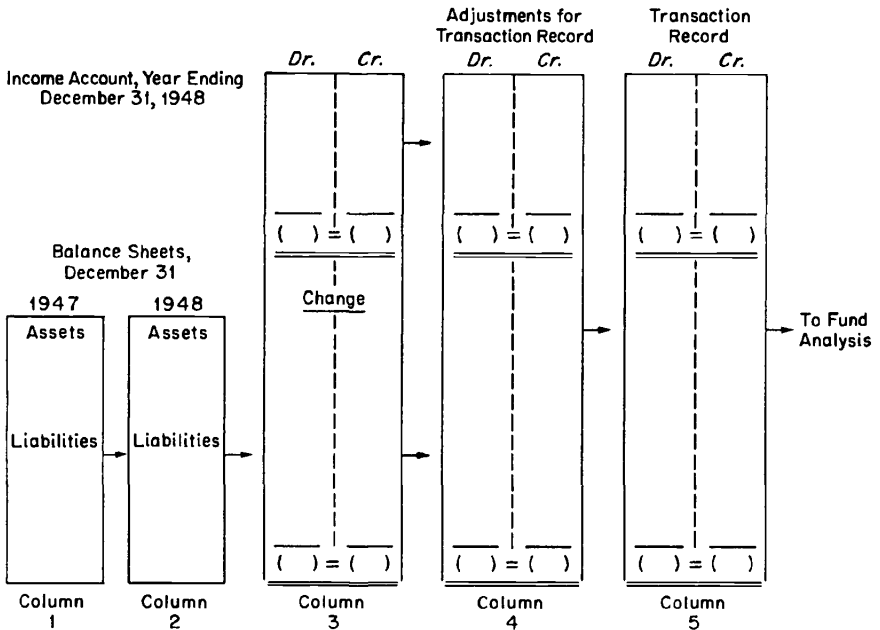 Adjustments for
Transaction Record
Transaction
Record
Dr. Cr.
Dr. Cr.
Dr. Cr.
Income Account, Year Ending
December 31, 1948
( ) = ( )
( ) = ( )
( ) = ( )
Balance Sheets,
December 31
1947
1948
Change
Assets
Assets
To Fund
Analysis
Liabilities
Liabilities
( ) = ( )
( ) = ( )
( ) = ( )
Column
1
Column
2
Column
3
Column
4
Column
5